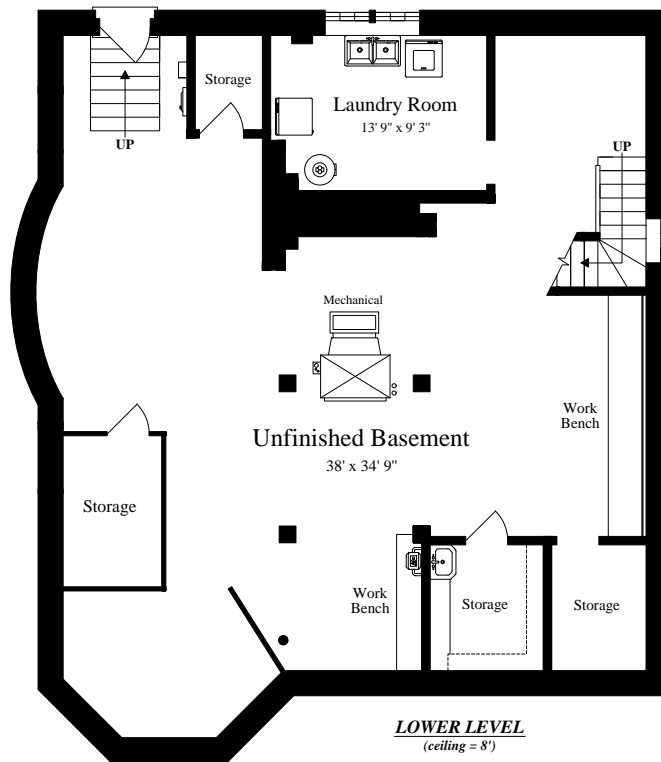 Storage
Laundry Room
13' 9" x 9' 3"
UP
UP
Mechanical
Work
Bench
Unfinished Basement
38' x 34' 9"
Storage
Work
Bench
Storage
Storage
LOWER LEVEL
(ceiling = 8')